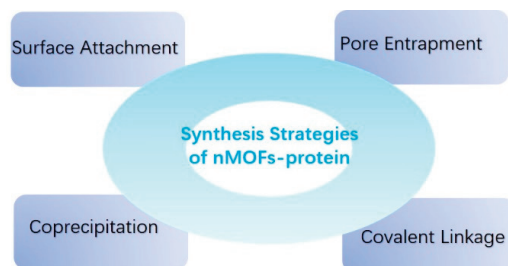 Surface Attachment
Pore Entrapment
Synthesis Strategies
of nMOFs-protein
Coprecipitation
Covalent Linkage